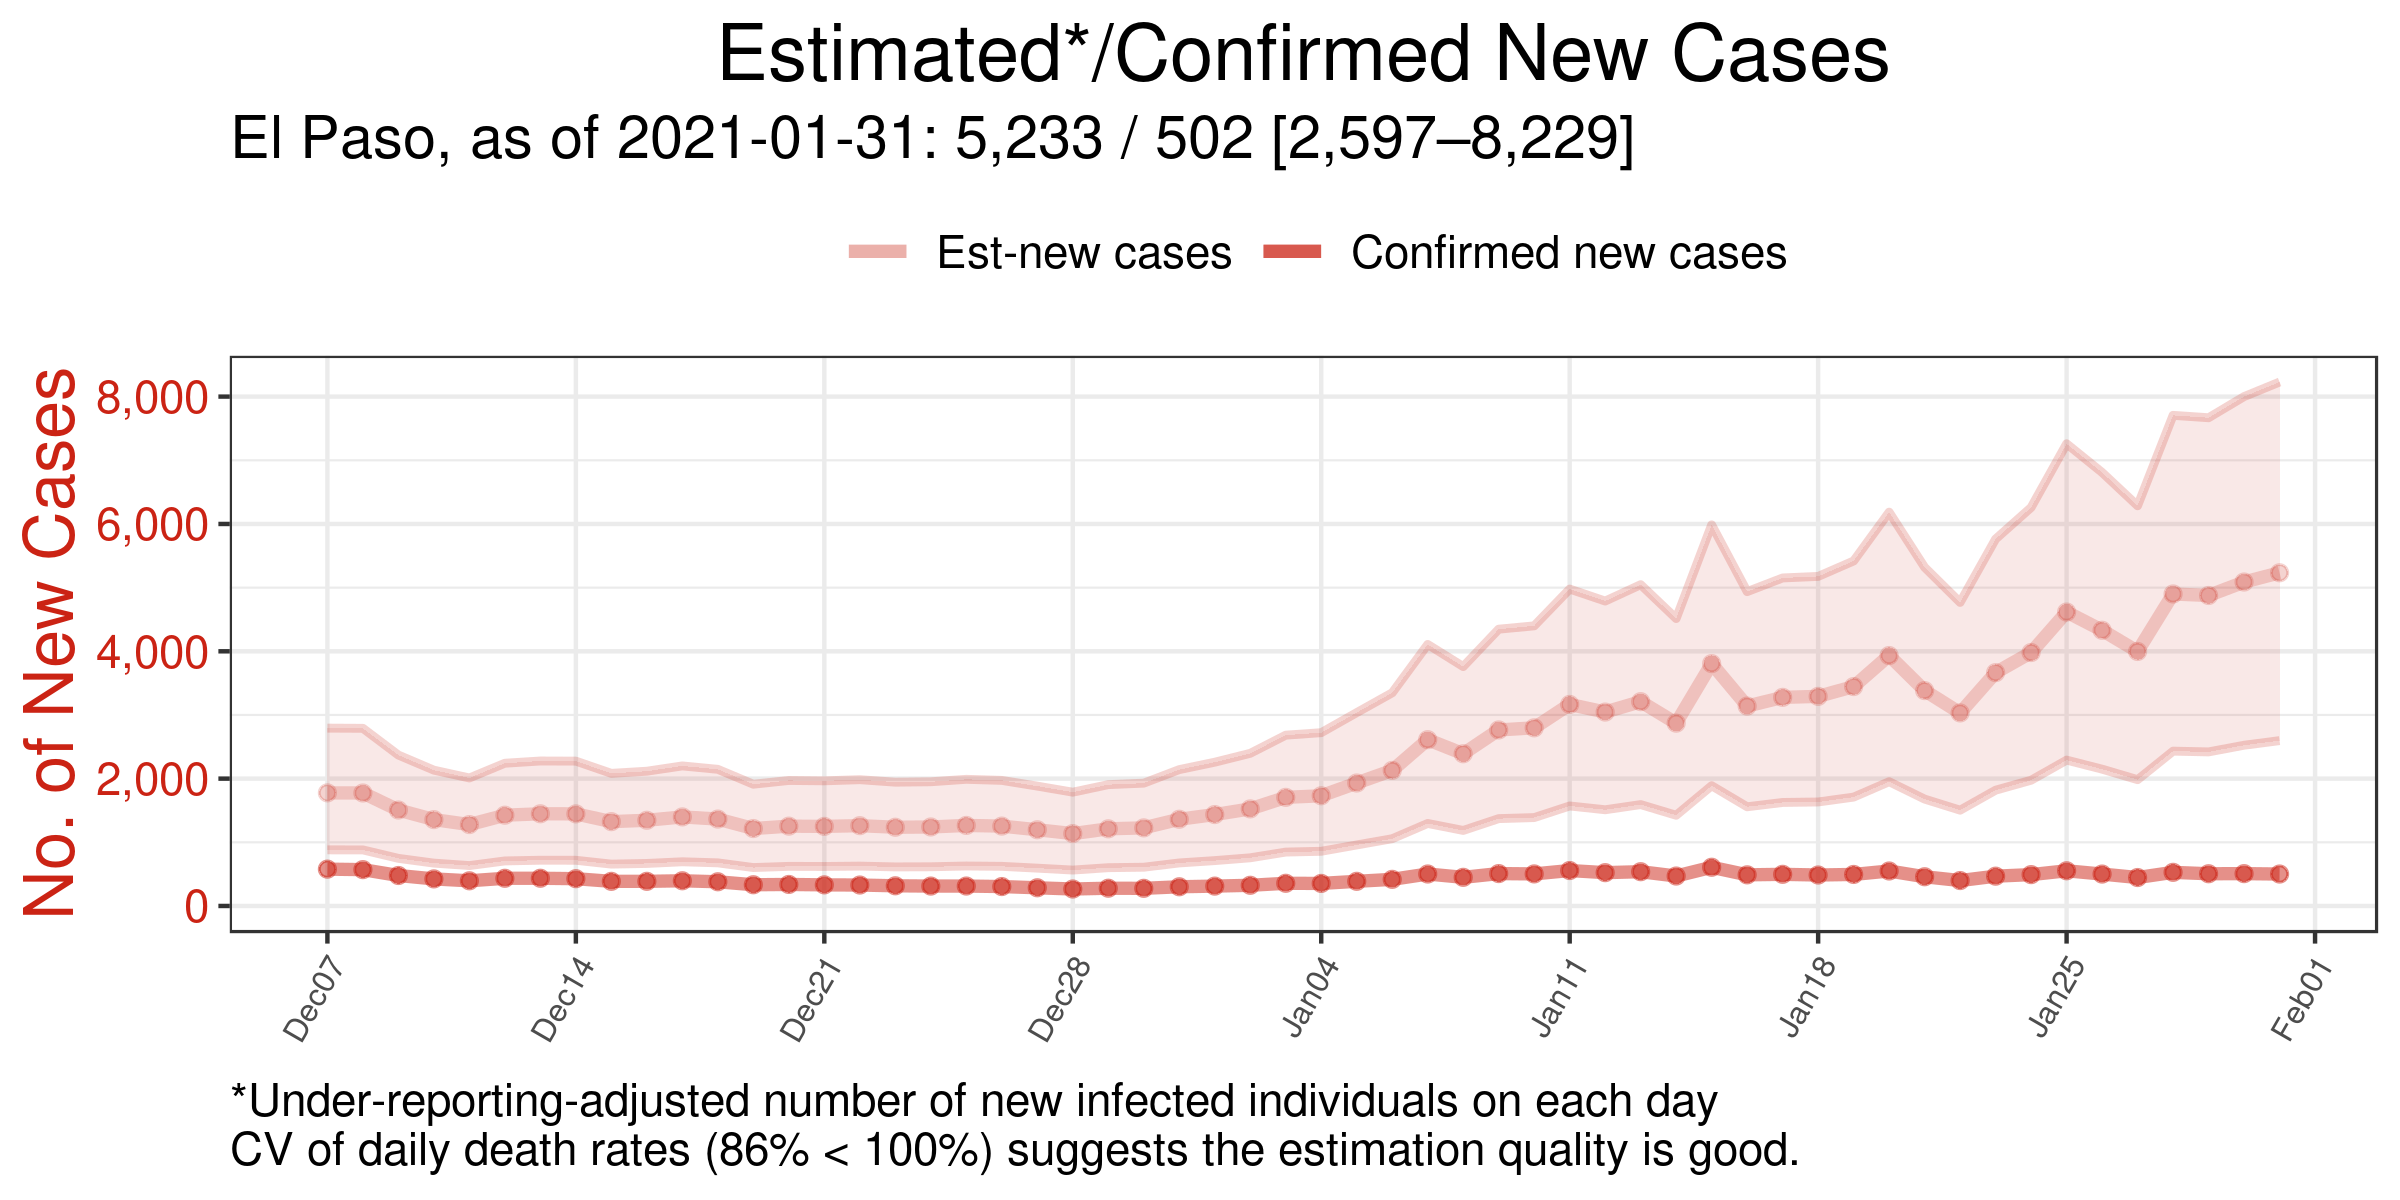 Estimated*/Confirmed New Cases
El Paso, as of 2021-01-31: 5,233 / 502 [2,597–8,229]
Est-new cases
Confirmed new cases
No. of New Cases
8,000
6,000
4,000
2,000
0
Dec07
Dec14
Dec21
Dec28
Jan04
Jan11
Jan18
Jan25
Feb01
*Under-reporting-adjusted number of new infected individuals on each day
CV of daily death rates (86% < 100%) suggests the estimation quality is good.